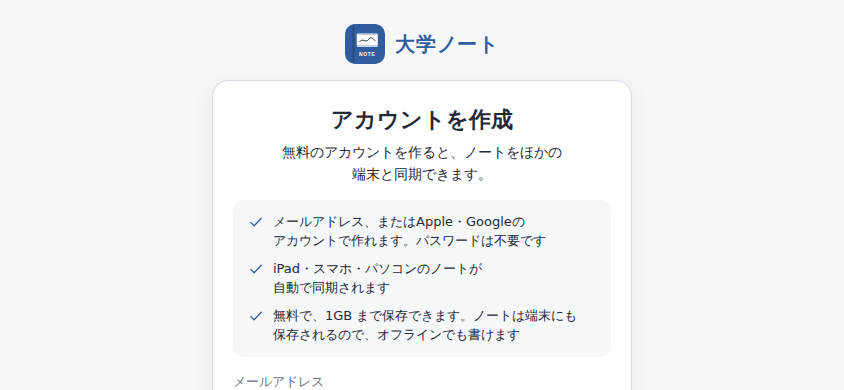 NOTE
大学ノート
アカウントを作成
無料のアカウントを作ると、ノートをほかの
端末と同期できます。
メールアドレス、またはApple・Googleの
アカウントで作れます。パスワードは不要です
iPad・スマホ・パソコンのノートが
自動で同期されます
無料で、1GB まで保存できます。ノートは端末にも
保存されるので、オフラインでも書けます
メールアドレス